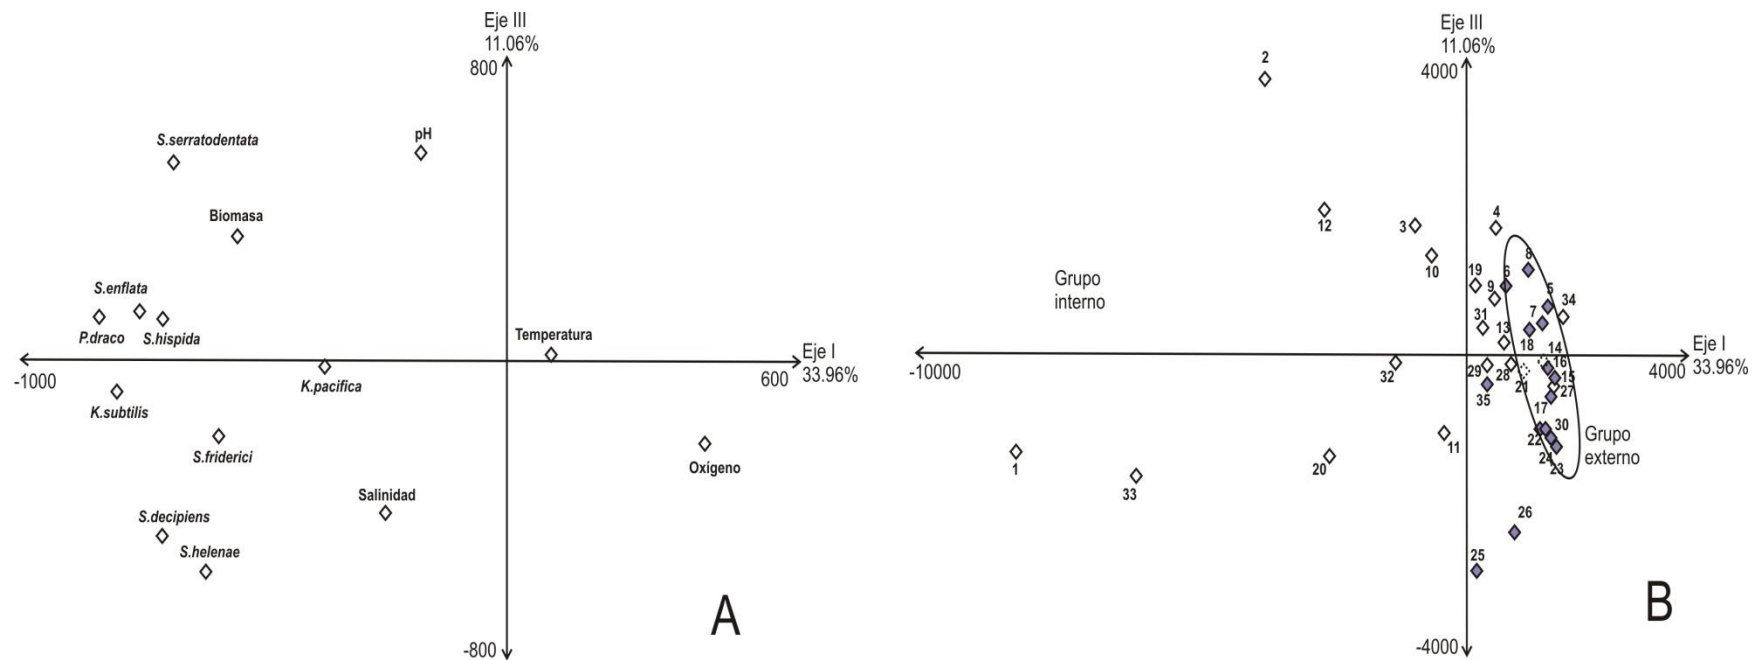 Eje III
11.06%
800
S.serratodentata
pH
Biomasa
S.enflata
P.draco
S.hispida
Temperatura
Eje I
33.96%
-1000
600
K.pacifica
K.subtilis
S.friderici
Oxígeno
Salinidad
S.decipiens
S.helenae
-800
A
Eje III
11.06%
4000
2
12
3
4
10
8
Grupo
interno
19
6
9
5
34
7
31
13
18
14
Eje I
33.96%
-10000
4000
32
29
28
16
15
21
27
35
17
30
22
Grupo
externo
11
24
23
1
33
20
26
25
-4000
B